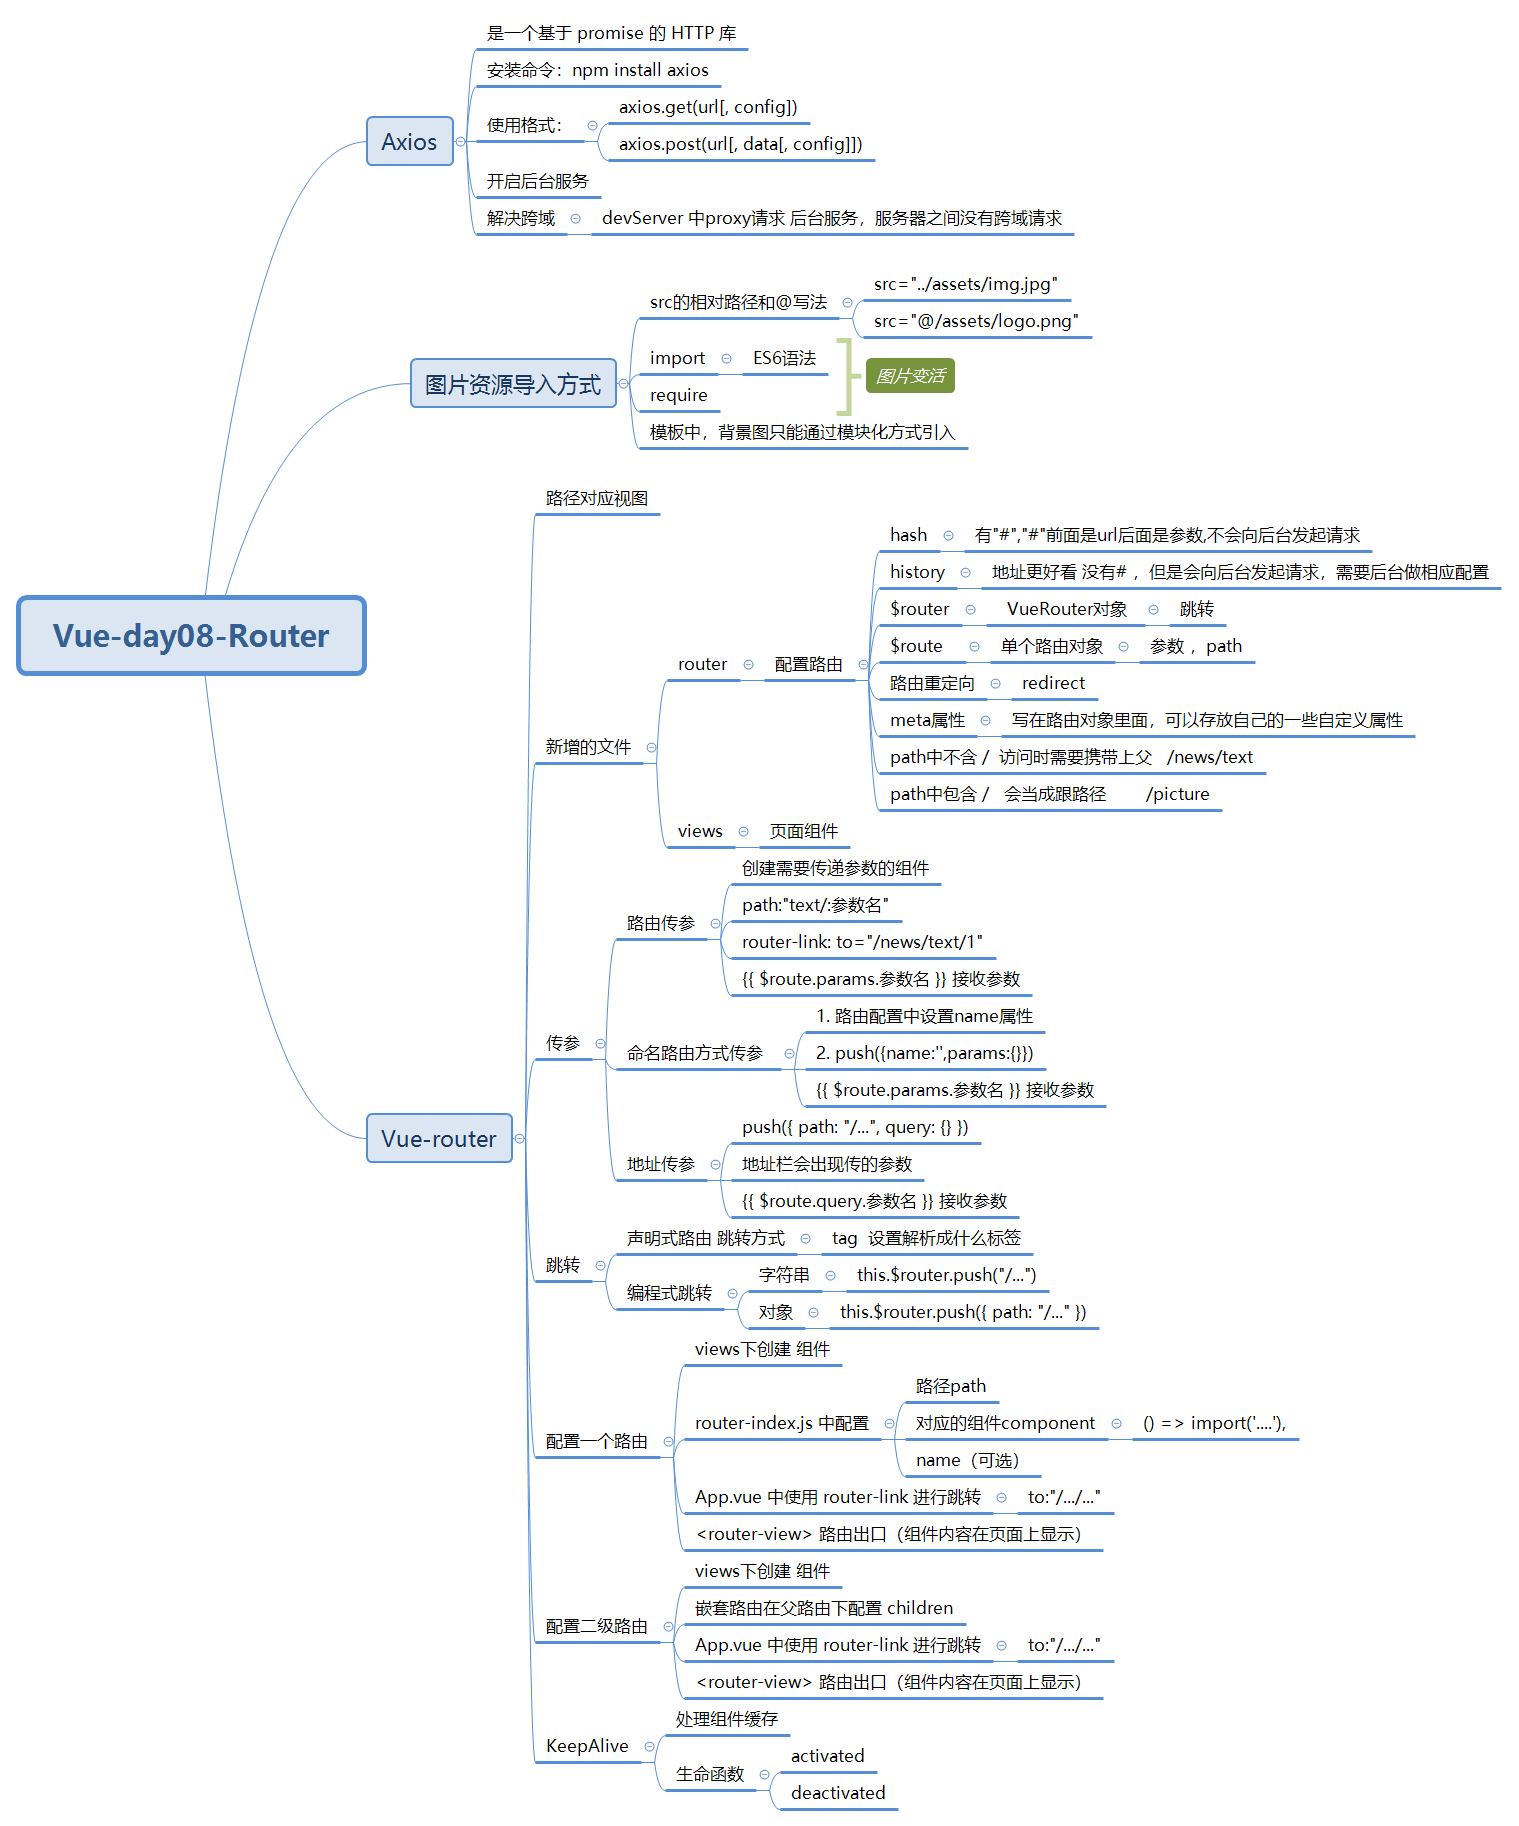 Vue-day08-Router
Axios
是一个基于 promise 的 HTTP 库
安装命令：npm install axios
使用格式：
axios.get(url[, config])
axios.post(url[, data[, config]])
开启后台服务
解决跨域
devServer 中proxy请求 后台服务，服务器之间没有跨域请求
图片资源导入方式
src的相对路径和@写法
src="../assets/img.jpg"
src="@/assets/logo.png"
import
ES6语法
require
图片变活
模板中，背景图只能通过模块化方式引入
Vue-router
路径对应视图
新增的文件
router
配置路由
hash
有"#","#"前面是url后面是参数,不会向后台发起请求
history
地址更好看 没有# ，但是会向后台发起请求，需要后台做相应配置
$router
VueRouter对象
跳转
$route
单个路由对象
参数 ，path
路由重定向
redirect
meta属性
写在路由对象里面，可以存放自己的一些自定义属性
path中不含 /  访问时需要携带上父   /news/text
path中包含 /   会当成跟路径        /picture
views
页面组件
传参
路由传参
创建需要传递参数的组件
path:"text/:参数名"
router-link: to="/news/text/1"
{{ $route.params.参数名 }} 接收参数
命名路由方式传参
1. 路由配置中设置name属性
2. push({name:'',params:{}})
{{ $route.params.参数名 }} 接收参数
地址传参
push({ path: "/...", query: {} })
地址栏会出现传的参数
{{ $route.query.参数名 }} 接收参数
跳转
声明式路由 跳转方式
tag  设置解析成什么标签
编程式跳转
字符串
this.$router.push("/...")
对象
this.$router.push({ path: "/..." })
配置一个路由
views下创建 组件
router-index.js 中配置
路径path
对应的组件component
() => import('....'),
name（可选）
App.vue 中使用 router-link 进行跳转
to:"/.../..."
<router-view> 路由出口（组件内容在页面上显示）
配置二级路由
views下创建 组件
嵌套路由在父路由下配置 children
App.vue 中使用 router-link 进行跳转
to:"/.../..."
<router-view> 路由出口（组件内容在页面上显示）
KeepAlive
处理组件缓存
生命函数
activated
deactivated